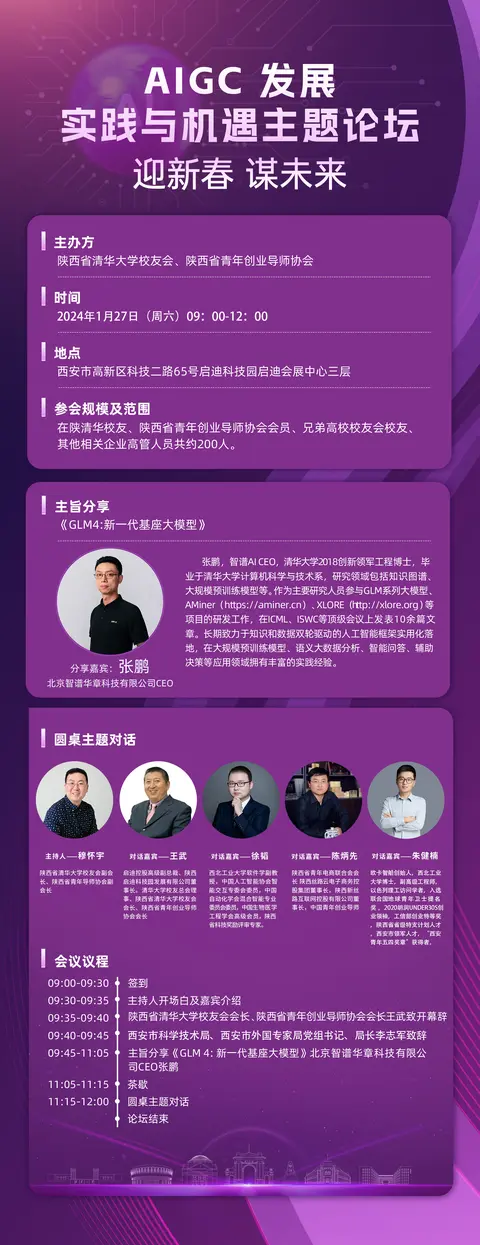 AIGC 发展
实践与机遇主题论坛
迎新春 谋未来
主办方
陕西省清华大学校友会、陕西省青年创业导师协会
时间
2024年1月27日（周六）09：00-12：00
地点
西安市高新区科技二路65号启迪科技园启迪会展中心三层
参会规模及范围
在陕清华校友、陕西省青年创业导师协会会员、兄弟高校校友会校友、
其他相关企业高管人员共约200人。
主旨分享
《GLM4:新一代基座大模型》
张鹏，智谱AI CEO，清华大学2018创新领军工程博士，毕
业于清华大学计算机科学与技术系，研究领域包括知识图谱、
大规模预训练模型等。作为主要研究人员参与GLM系列大模型、
AMiner（https://aminer.cn）、XLORE（http://xlore.org）等
项目的研发工作，在ICML、ISWC等顶级会议上发表10余篇文
章。长期致力于知识和数据双轮驱动的人工智能框架实用化落
地，在大规模预训练模型、语义大数据分析、智能问答、辅助
决策等应用领域拥有丰富的实践经验。
分享嘉宾：张鹏
北京智谱华章科技有限公司CEO
圆桌主题对话
主持人——穆怀宇
陕西省清华大学校友会副会
长、陕西省青年导师协会副
会长
对话嘉宾——王武
启迪控股高级副总裁、陕西
启迪科技园发展有限公司董
事长，清华大学校友总会理
事、陕西省清华大学校友会
会长、陕西省青年创业导师
协会会长
对话嘉宾——徐韬
西北工业大学软件学副教
授，中国人工智能协会智
能交互专委会委员，中国
自动化学会混合智能专业
委员会委员，中国生物医学
工程学会高级会员，陕西
省科技奖励评审专家。
对话嘉宾——陈炳先
陕西省青年电商联合会会
长 陕西丝路云电子商务控
股集团董事长，陕西新丝
路互联网控股有限公司董
事长，中国青年创业导师
对话嘉宾——朱健楠
欧卡智能创始人，西北工业
大学博士，副高级工程师，
以色列理工访问学者，入选
联合国地球青年卫士提名
奖 。2020胡润UNDER30S创
业领袖，工信部创业特等奖
，陕西省省级特支计划人才
，西安市领军人才，“西安
青年五四奖章”获得者。
会议议程
09:00-09:30 签到
09:30-09:35 主持人开场白及嘉宾介绍
09:35-09:40 陕西省清华大学校友会会长、陕西省青年创业导师协会会长王武致开幕辞
09:40-09:45 西安市科学技术局、西安市外国专家局党组书记、局长李志军致辞
09:45-11:05 主旨分享《GLM 4：新一代基座大模型》北京智谱华章科技有限公
司CEO张鹏
11:05-11:15 茶歇
11:15-12:00 圆桌主题对话
论坛结束